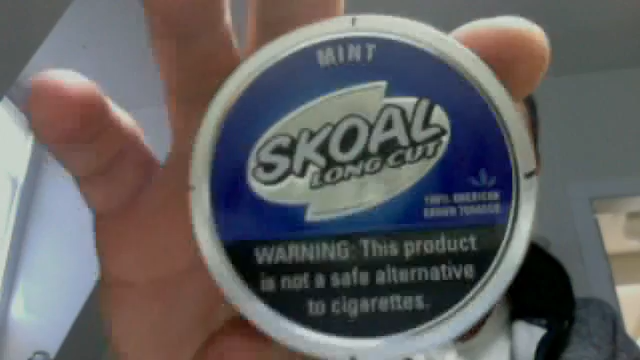 MINT
SKOAL
LONG CUT
100% AMERICAN
GROWN TOBACCO
WARNING: This product
is not a safe alternative
to cigarettes.